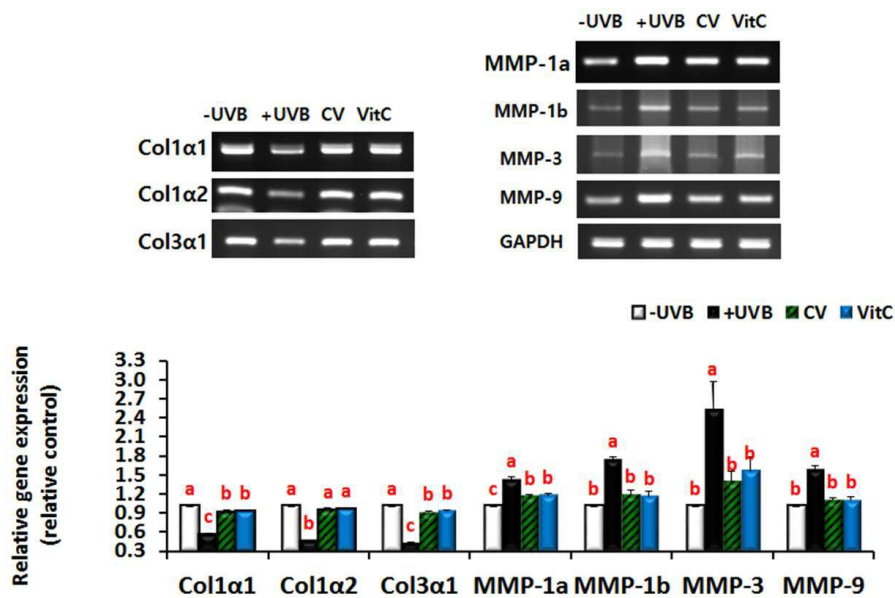 -UVB +UVB CV VitC
MMP-1a
MMP-1b
MMP-3
MMP-9
GAPDH
-UVB +UVB CV VitC
Col1α1
Col1α2
Col3α1
-UVB +UVB CV VitC
Relative gene expression
(relative control)
3.3
3.0
2.7
2.4
2.1
1.8
1.5
1.2
0.9
0.6
0.3
a c b b
a b a a
a c b b
c a b b
b a b b
b a b b
b a b b
Col1α1 Col1α2 Col3α1 MMP-1a MMP-1b MMP-3 MMP-9